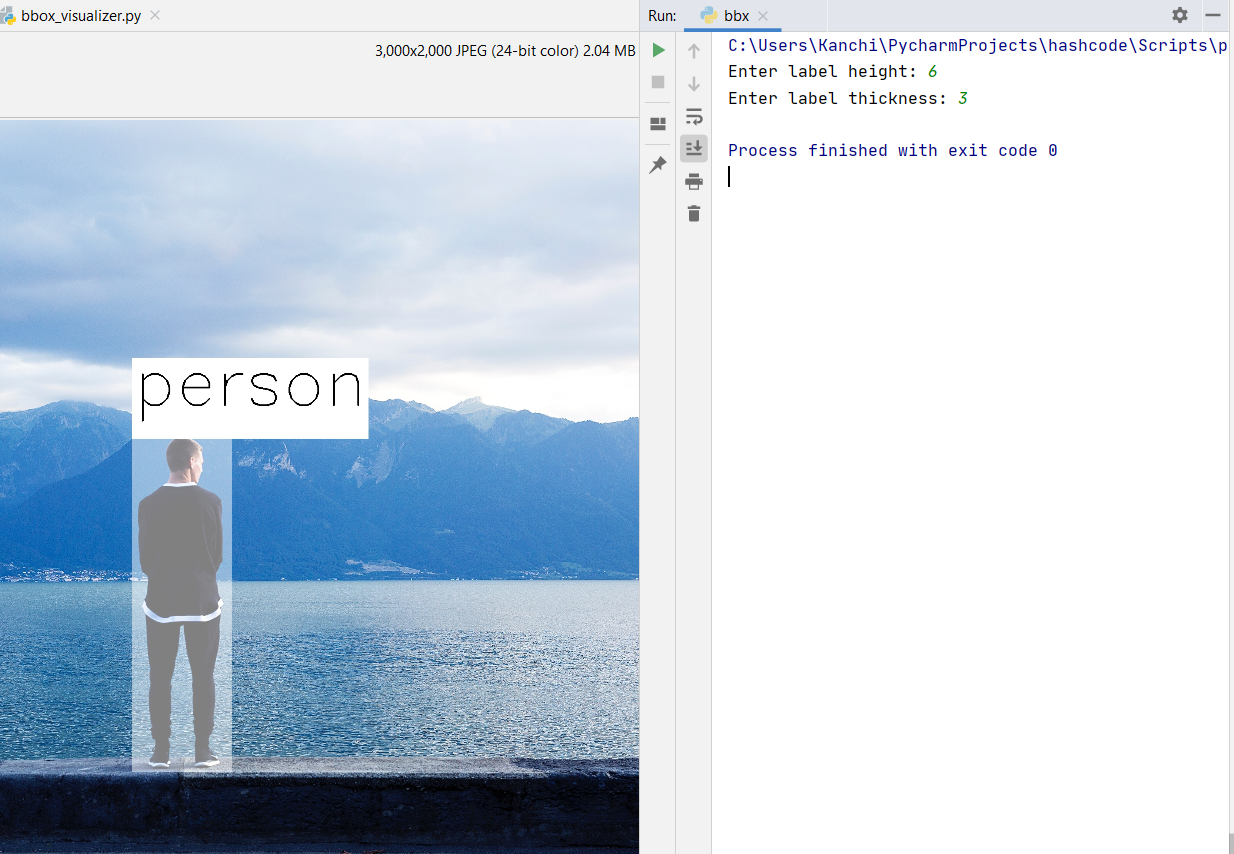 bbox_visualizer.py
Run:
bbx
3,000x2,000 JPEG (24-bit color) 2.04 MB
C:\Users\Kanchi\PycharmProjects\hashcode\Scripts\p
Enter label height: 6
Enter label thickness: 3
Process finished with exit code 0
person